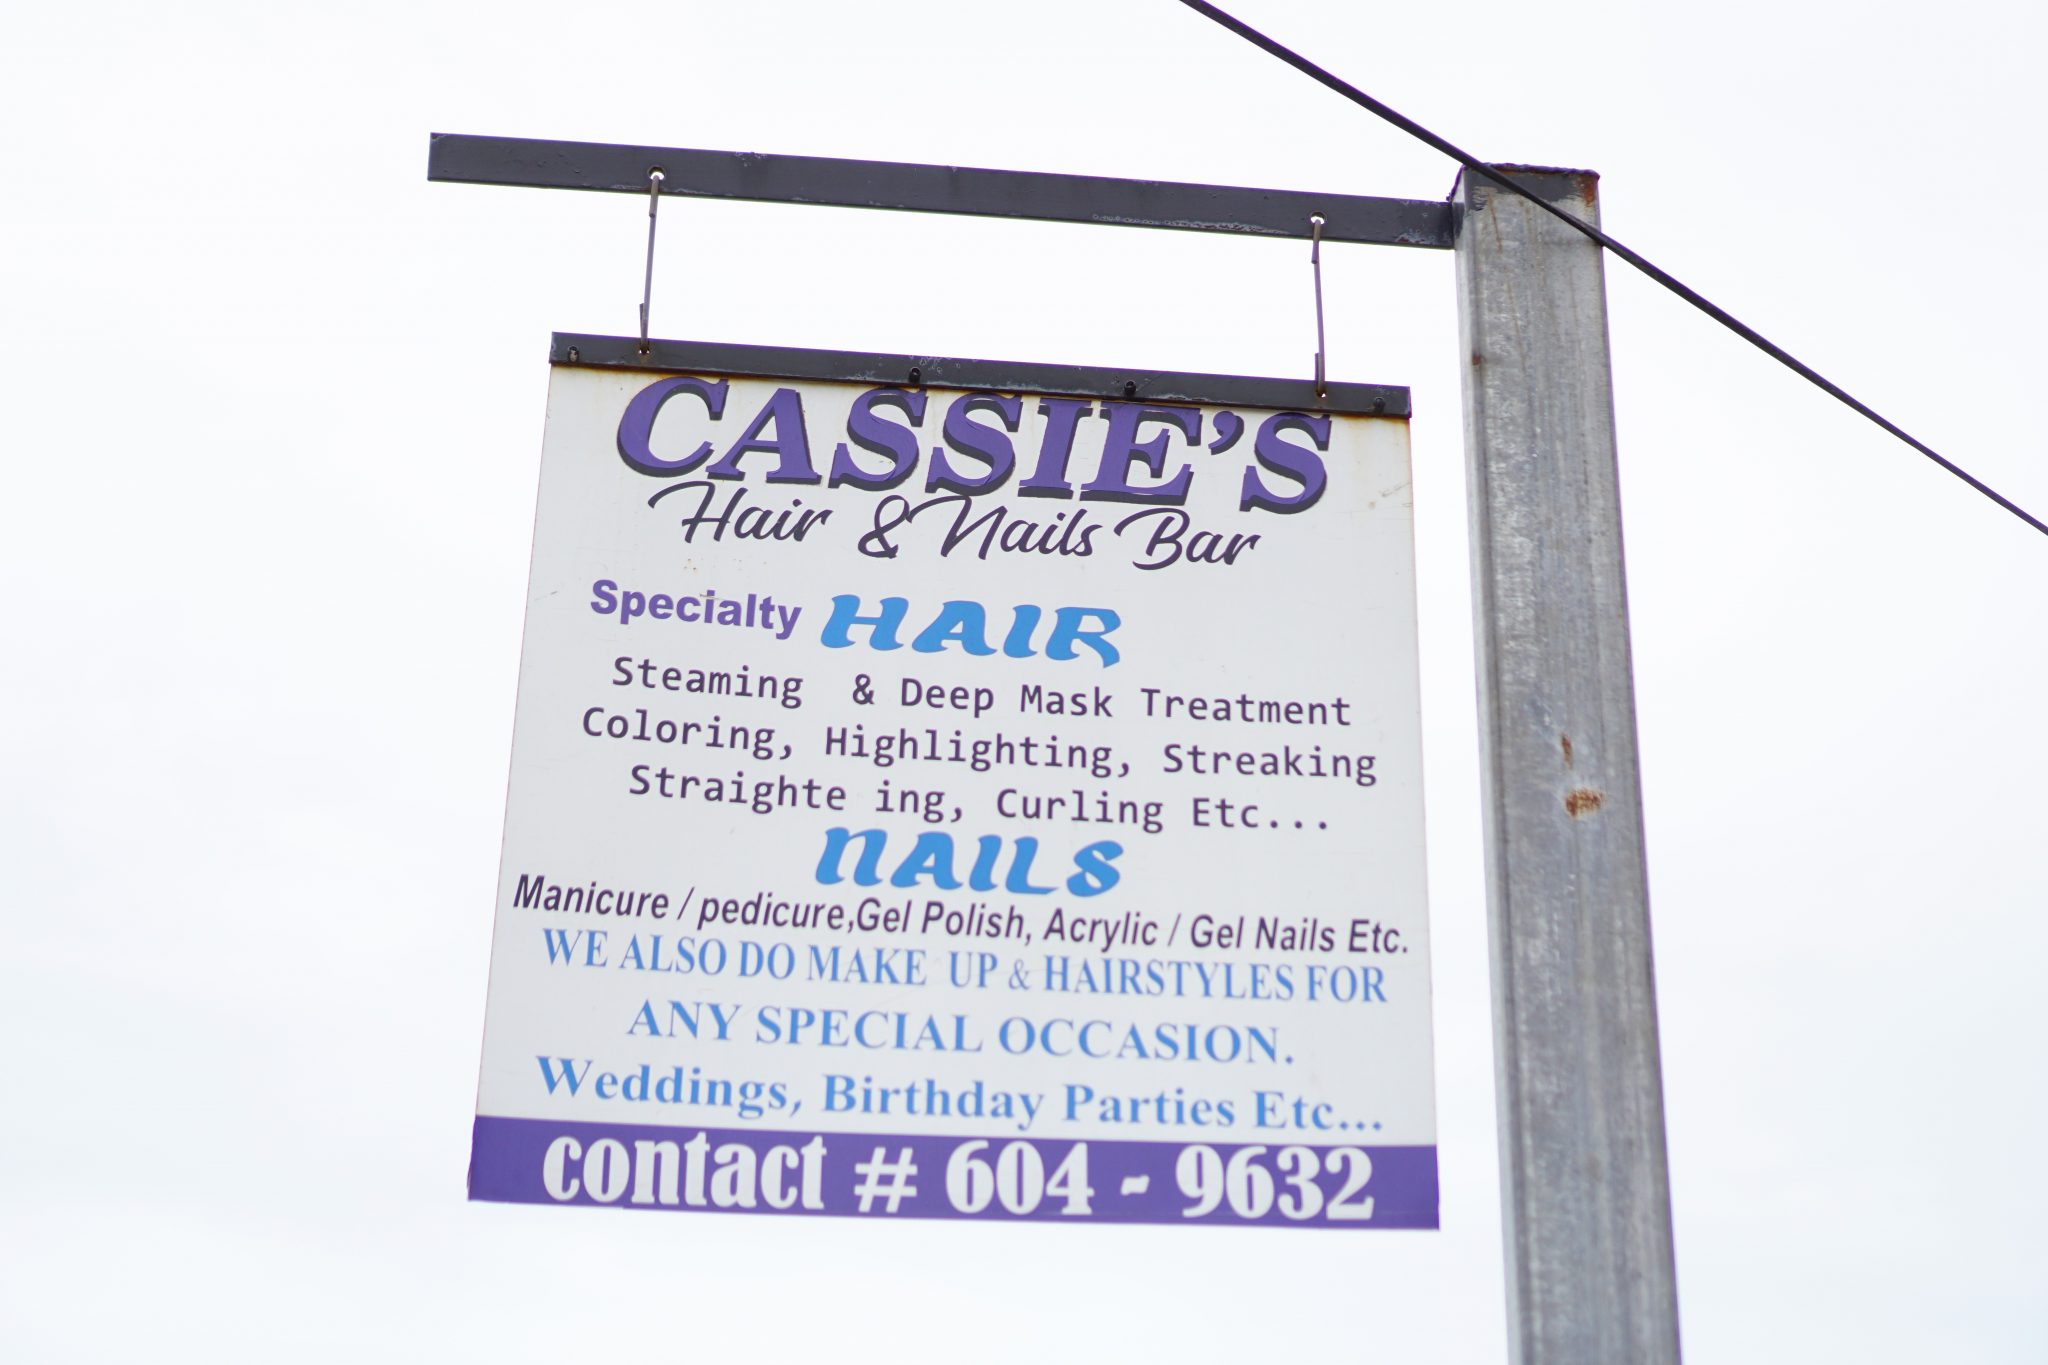 CASSIE'S
Hair & Nails Bar
Specialty HAIR
Steaming & Deep Mask Treatment
Coloring, Highlighting, Streaking
Straighte ing, Curling Etc...
NAILS
Manicure / pedicure,Gel Polish, Acrylic / Gel Nails Etc.
WE ALSO DO MAKE UP & HAIRSTYLES FOR
ANY SPECIAL OCCASION.
Weddings, Birthday Parties Etc...
contact # 604 - 9632